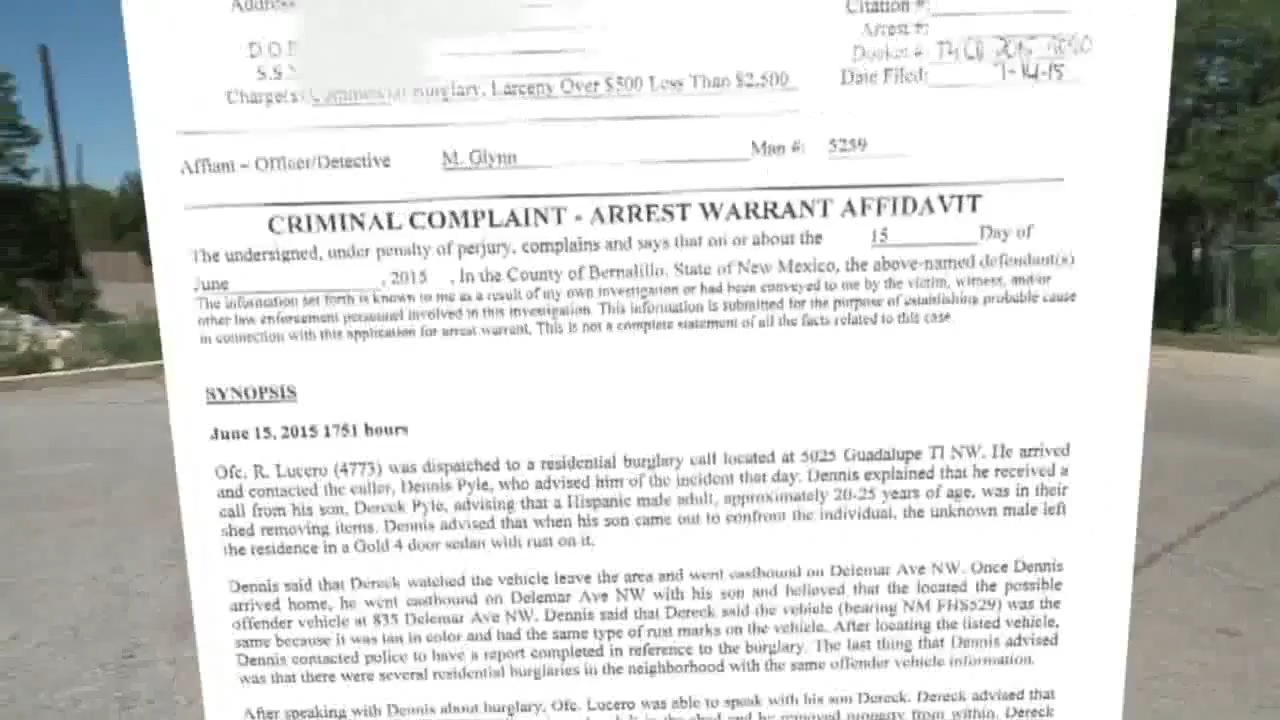 Address
Citation #:
Arrest #:
D.O.
Docket #:
S.S.
Date Filed: 7-14-15
Charge(s): Commercial Burglary, Larceny Over $500 Less Than $2,500
Affiant – Officer/Detective M. Glynn Man #: 5259
CRIMINAL COMPLAINT - ARREST WARRANT AFFIDAVIT
The undersigned, under penalty of perjury, complains and says that on or about the 15 Day of
June , 2015 , In the County of Bernalillo, State of New Mexico, the above-named defendant(s)
The information set forth is known to me as a result of my own investigation or had been conveyed to me by the victim, witness, and/or
other law enforcement personnel involved in this investigation. This information is submitted for the purpose of establishing probable cause
in connection with this application for arrest warrant. This is not a complete statement of all the facts related to this case.
SYNOPSIS
June 15, 2015 1751 hours
Ofc. R. Lucero (4773) was dispatched to a residential burglary call located at 5025 Guadalupe Tl NW. He arrived
and contacted the caller, Dennis Pyle, who advised him of the incident that day. Dennis explained that he received a
call from his son, Dereck Pyle, advising that a Hispanic male adult, approximately 20-25 years of age, was in their
shed removing items. Dennis advised that when his son came out to confront the individual, the unknown male left
the residence in a Gold 4 door sedan with rust on it.
Dennis said that Dereck watched the vehicle leave the area and went eastbound on Delemar Ave NW. Once Dennis
arrived home, he went eastbound on Delemar Ave NW with his son and believed that the located the possible
offender vehicle at 835 Delemar Ave NW. Dennis said that Dereck said the vehicle (bearing NM FHS529) was the
same because it was tan in color and had the same type of rust marks on the vehicle. After locating the listed vehicle,
Dennis contacted police to have a report completed in reference to the burglary. The last thing that Dennis advised
was that there were several residential burglaries in the neighborhood with the same offender vehicle information.
After speaking with Dennis about burglary, Ofc. Lucero was able to speak with his son Dereck. Dereck advised that
in the shed and he removed property from within. Dereck